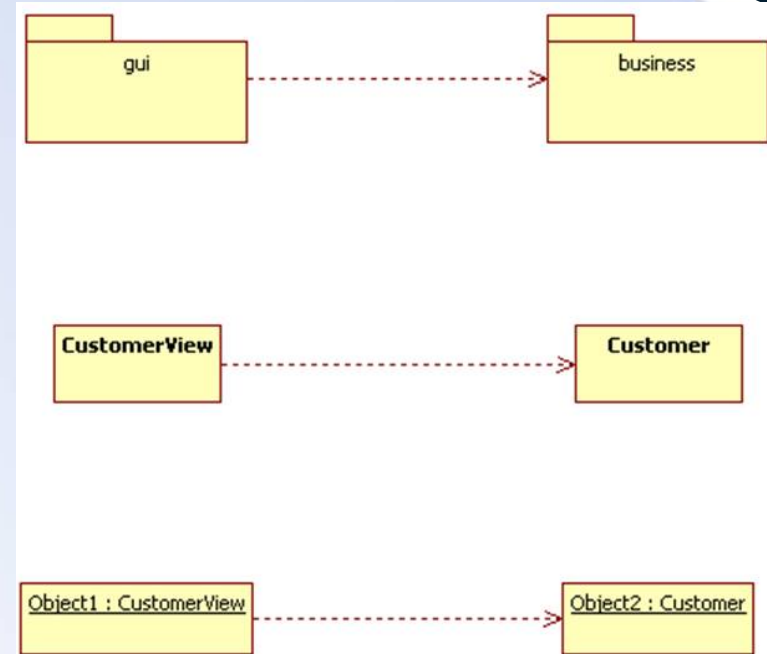 gui
business
CustomerView
Customer
Object1 : CustomerView
Object2 : Customer